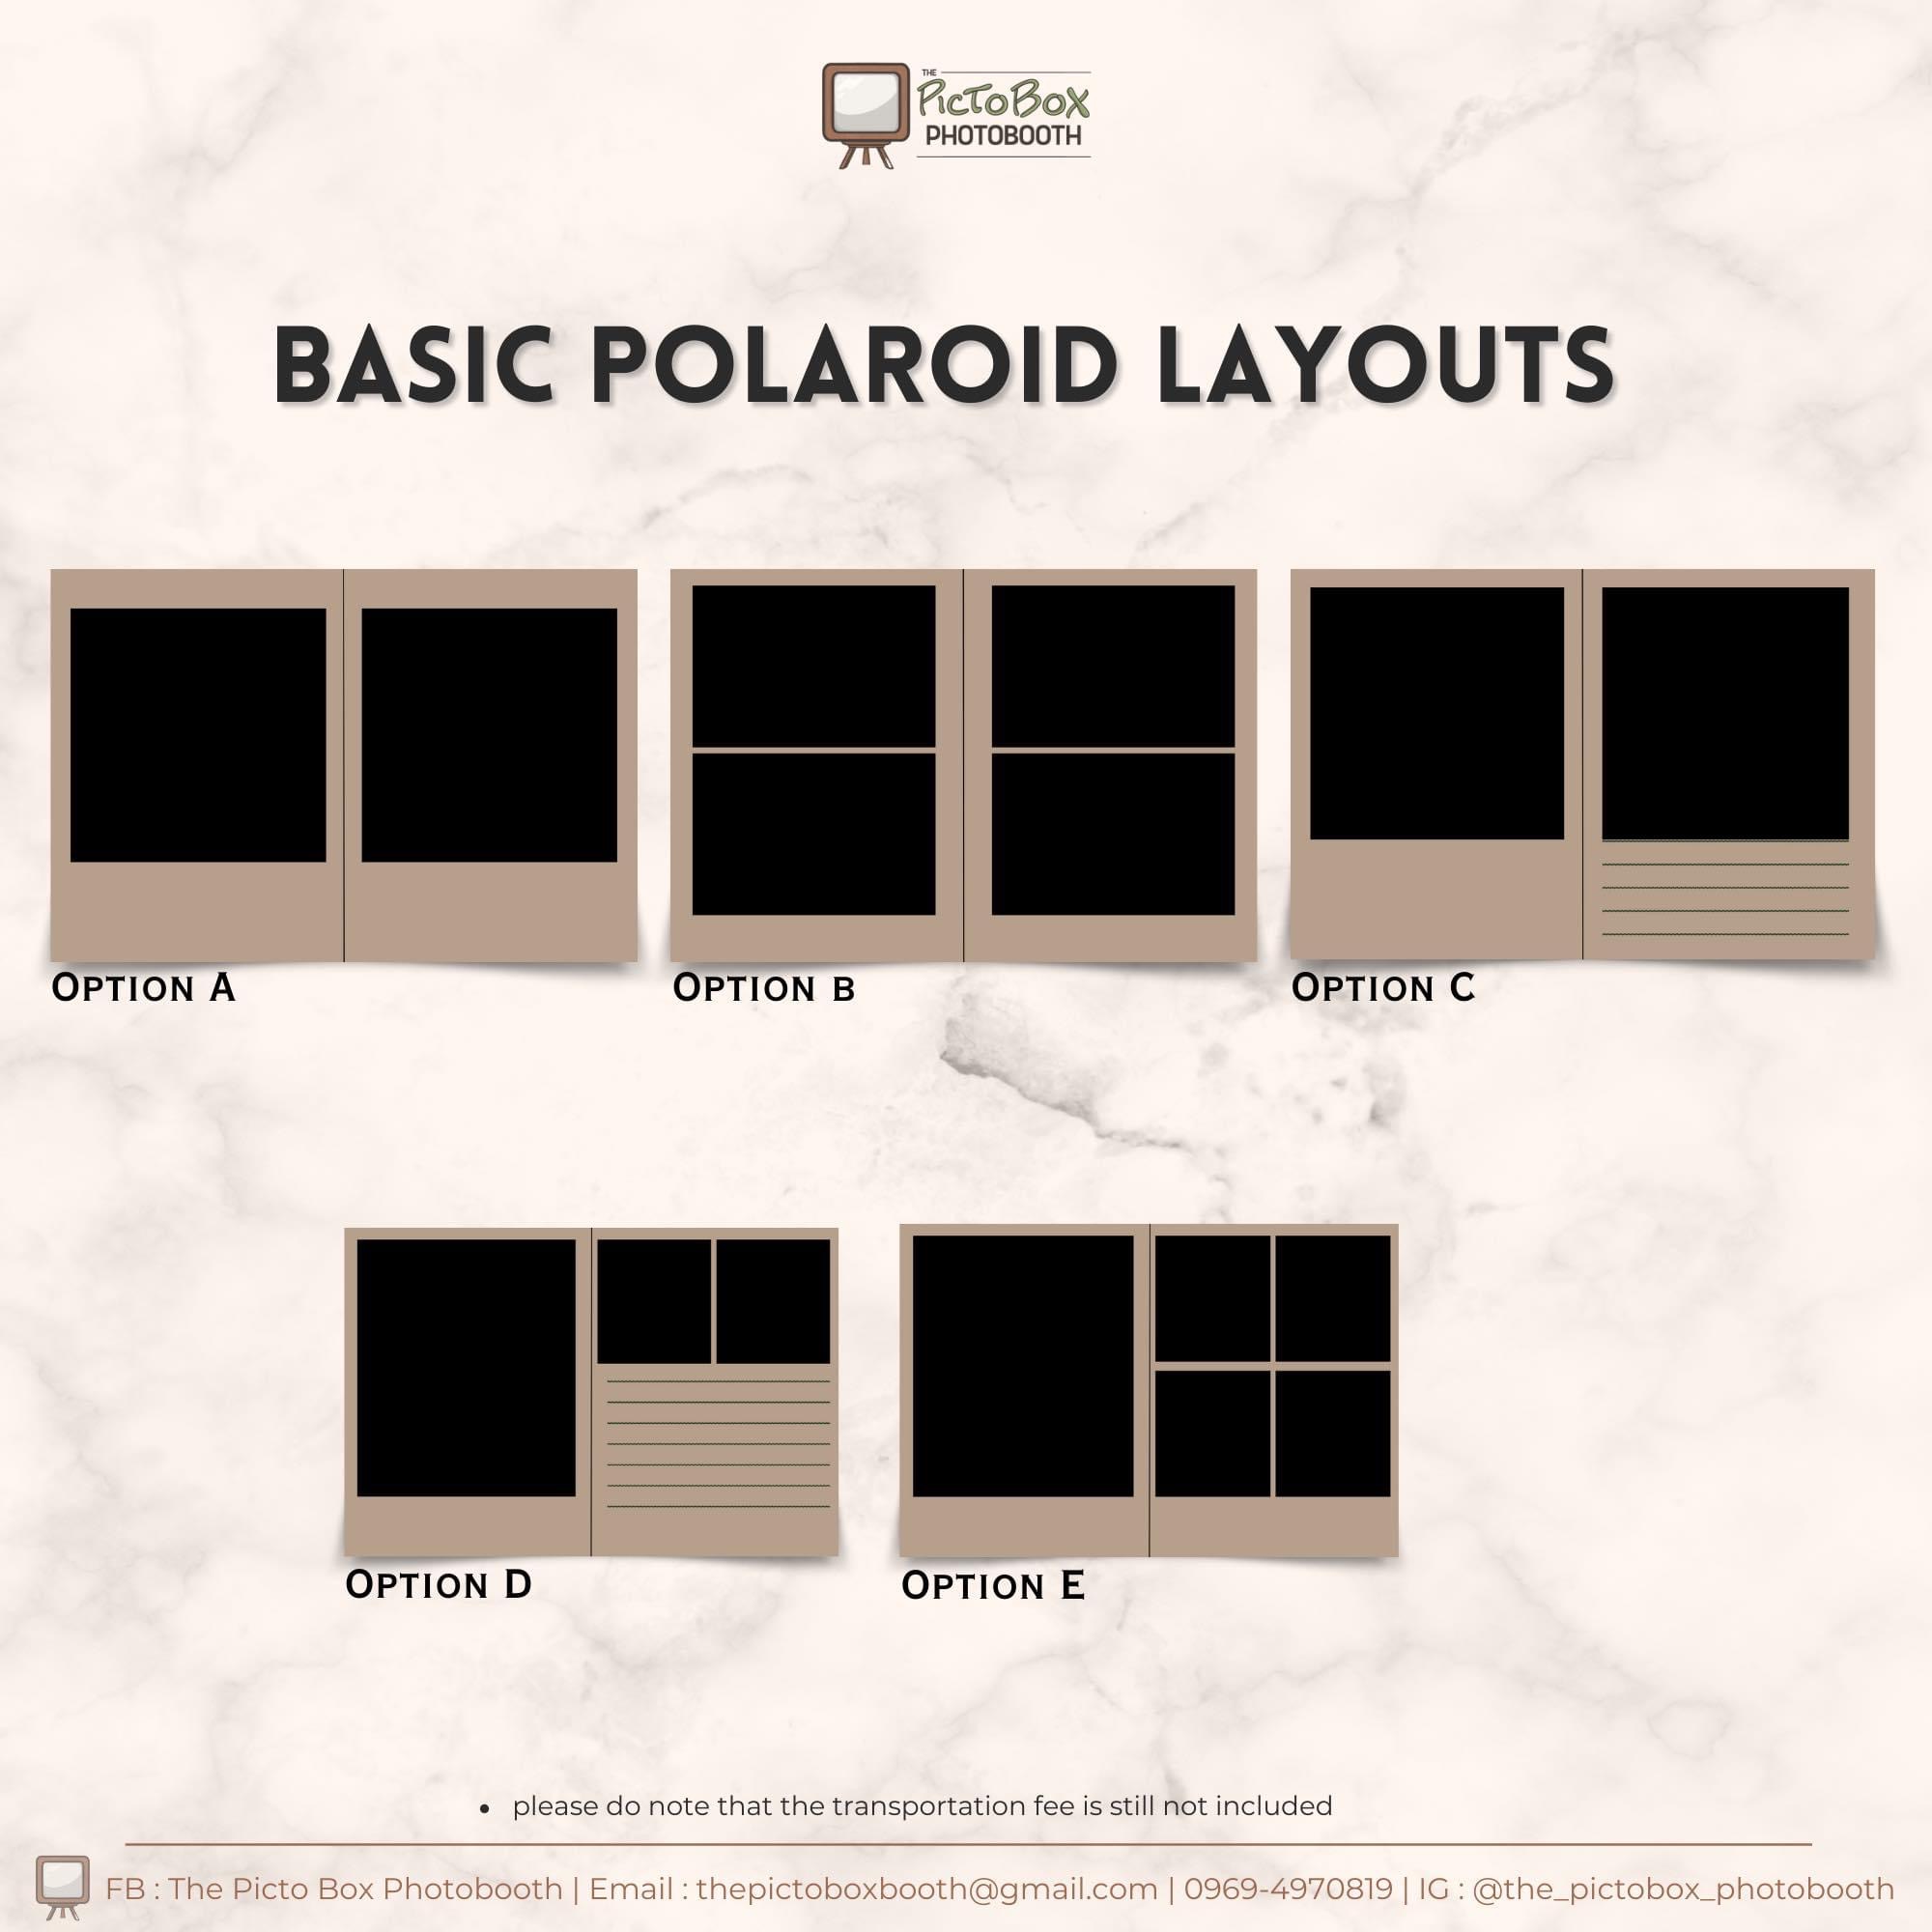 THE
PicToBox
PHOTOBOOTH
BASIC POLAROID LAYOUTS
OPTION A
OPTION B
OPTION C
OPTION D
OPTION E
• please do note that the transportation fee is still not included
FB : The Picto Box Photobooth | Email : thepictoboxbooth@gmail.com | 0969-4970819 | IG : @the_pictobox_photobooth